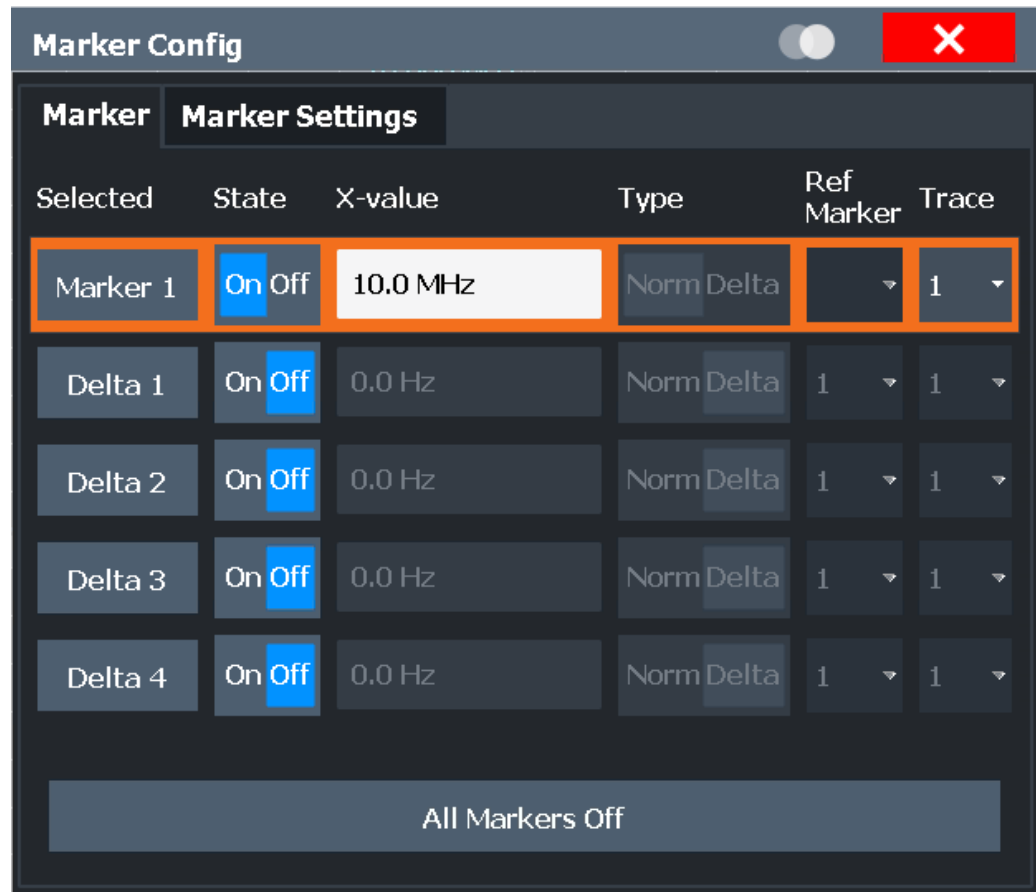 Marker Config
Marker Marker Settings
Selected State X-value Type Ref Marker Trace
Marker 1 On Off 10.0 MHz Norm Delta 1
Delta 1 On Off 0.0 Hz Norm Delta 1 1
Delta 2 On Off 0.0 Hz Norm Delta 1 1
Delta 3 On Off 0.0 Hz Norm Delta 1 1
Delta 4 On Off 0.0 Hz Norm Delta 1 1
All Markers Off